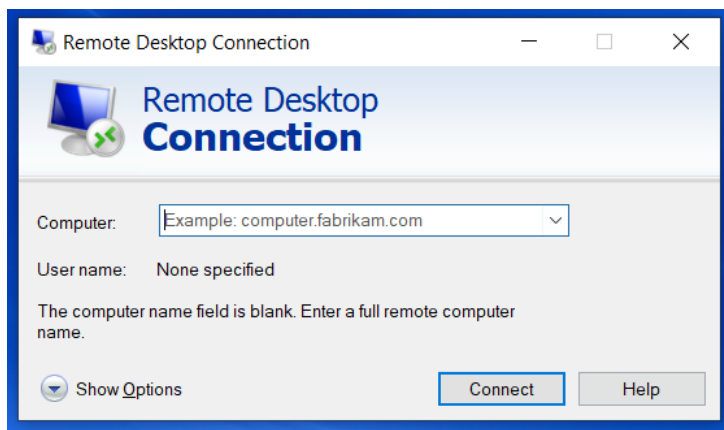 Remote Desktop Connection
Remote Desktop
Connection
Computer: Example: computer.fabrikam.com
User name: None specified
The computer name field is blank. Enter a full remote computer
name.
Show Options Connect Help